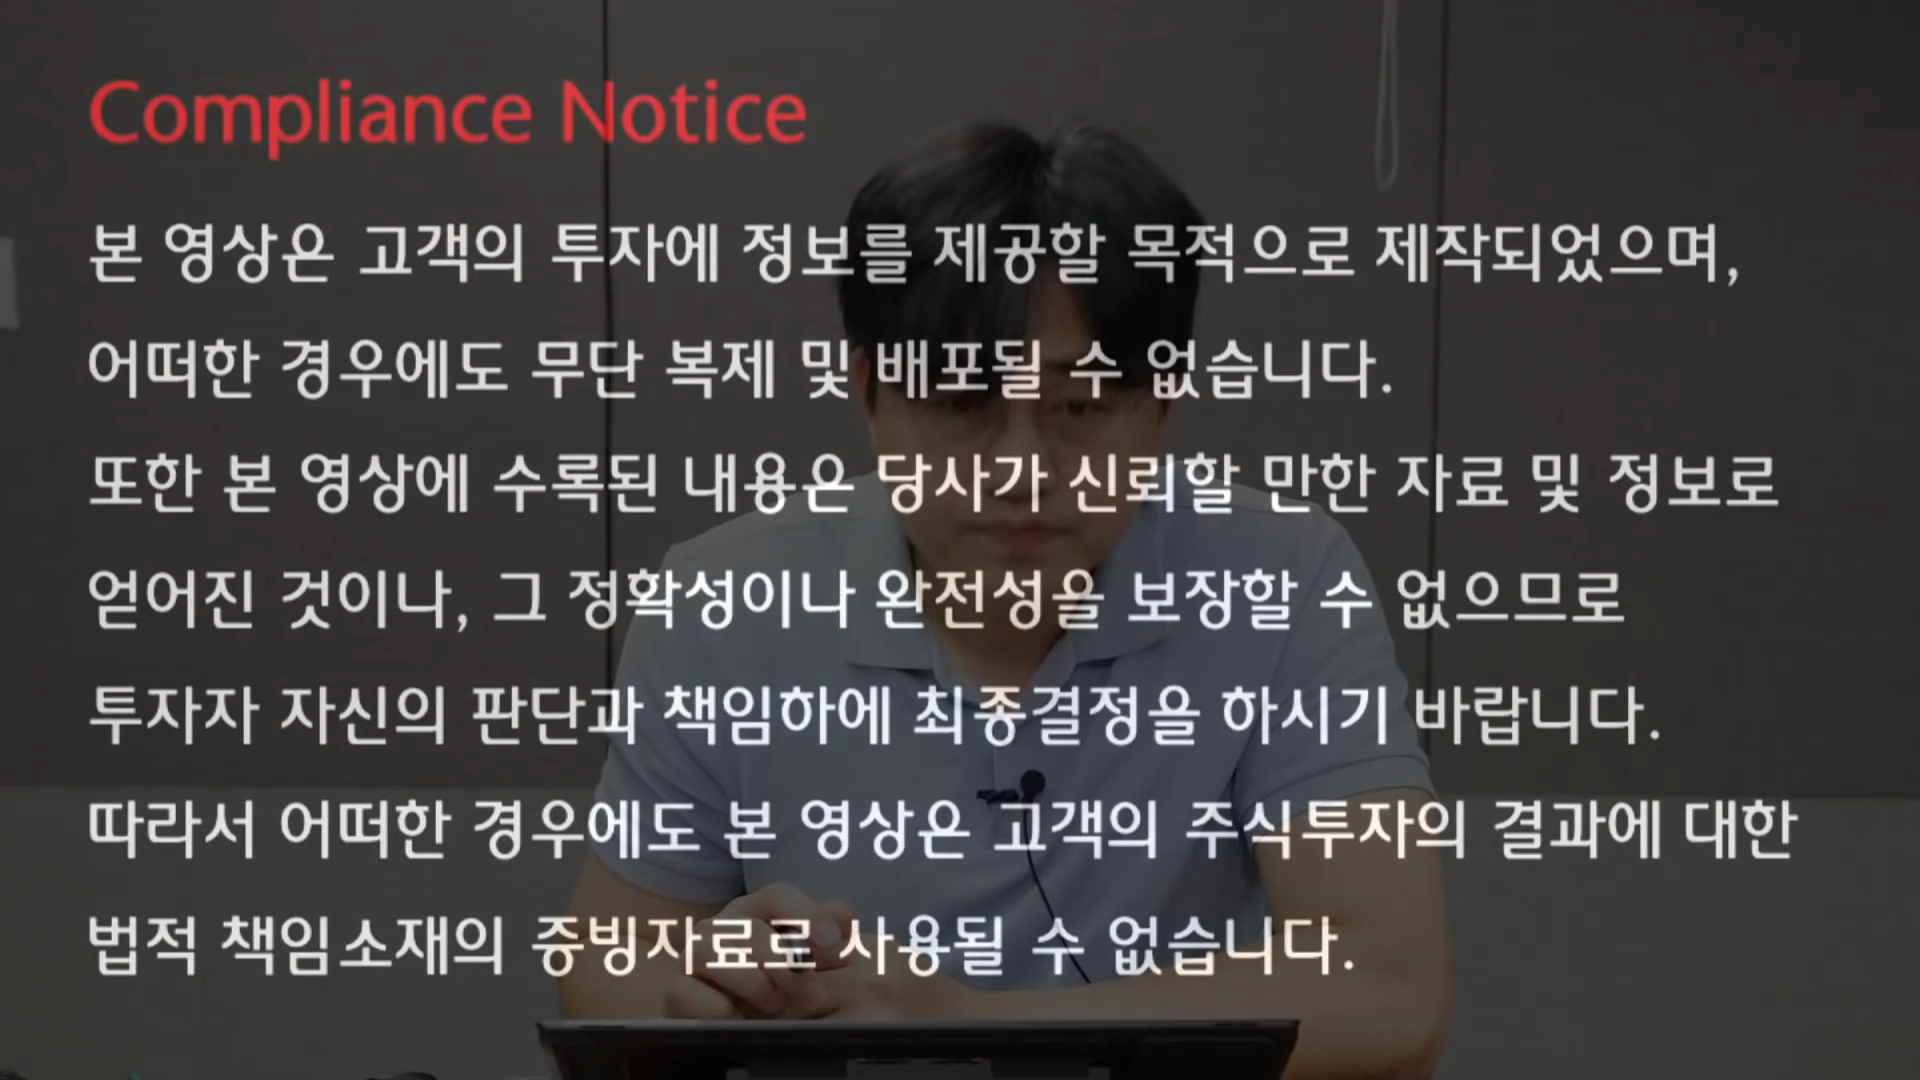 Compliance Notice
본 영상은 고객의 투자에 정보를 제공할 목적으로 제작되었으며,
어떠한 경우에도 무단 복제 및 배포될 수 없습니다.
또한 본 영상에 수록된 내용은 당사가 신뢰할 만한 자료 및 정보로
얻어진 것이나, 그 정확성이나 완전성을 보장할 수 없으므로
투자자 자신의 판단과 책임하에 최종결정을 하시기 바랍니다.
따라서 어떠한 경우에도 본 영상은 고객의 주식투자의 결과에 대한
법적 책임소재의 증빙자료로 사용될 수 없습니다.